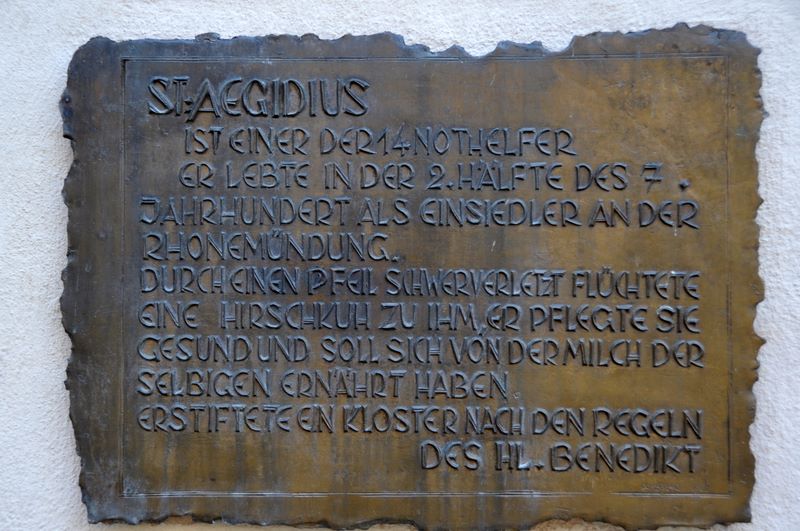 ST. AEGIDIUS
IST EINER DER 14 NOTHELFER
ER LEBTE IN DER 2. HÄLFTE DES 7.
JAHRHUNDERT ALS EINSIEDLER AN DER
RHONEMÜNDUNG.
DURCH EINEN PFEIL SCHWERVERLETZT FLÜCHTETE
EINE HIRSCHKUH ZU IHM, ER PFLEGTE SIE
GESUND UND SOLL SICH VON DER MILCH DER
SELBIGEN ERNÄHRT HABEN.
ER STIFTETE EN KLOSTER NACH DEN REGELN
DES HL. BENEDIKT